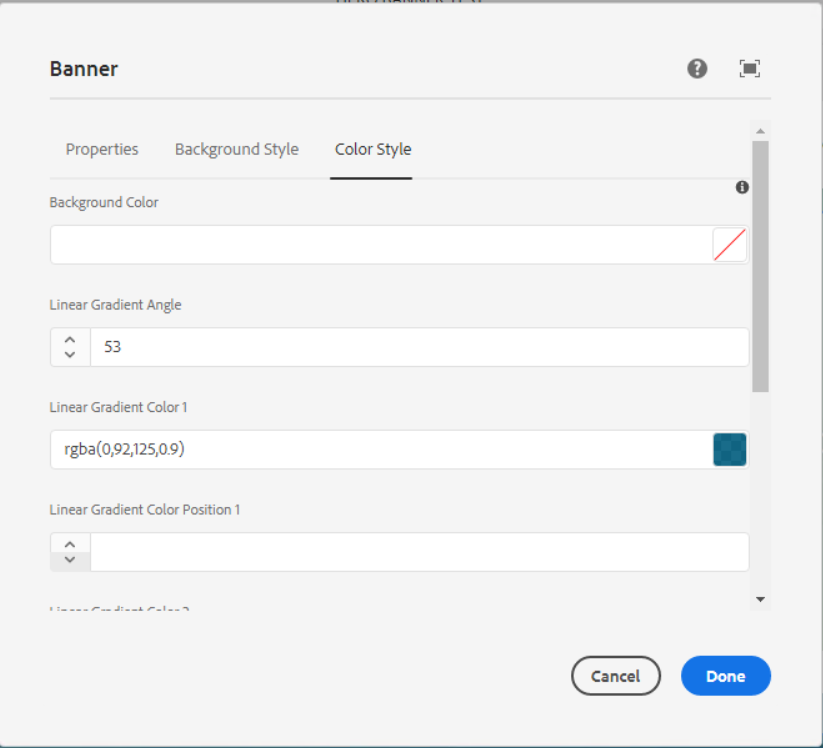 Banner
Properties Background Style Color Style
Background Color
Linear Gradient Angle
53
Linear Gradient Color 1
rgba(0,92,125,0.9)
Linear Gradient Color Position 1
Linear Gradient Color 2
Cancel Done